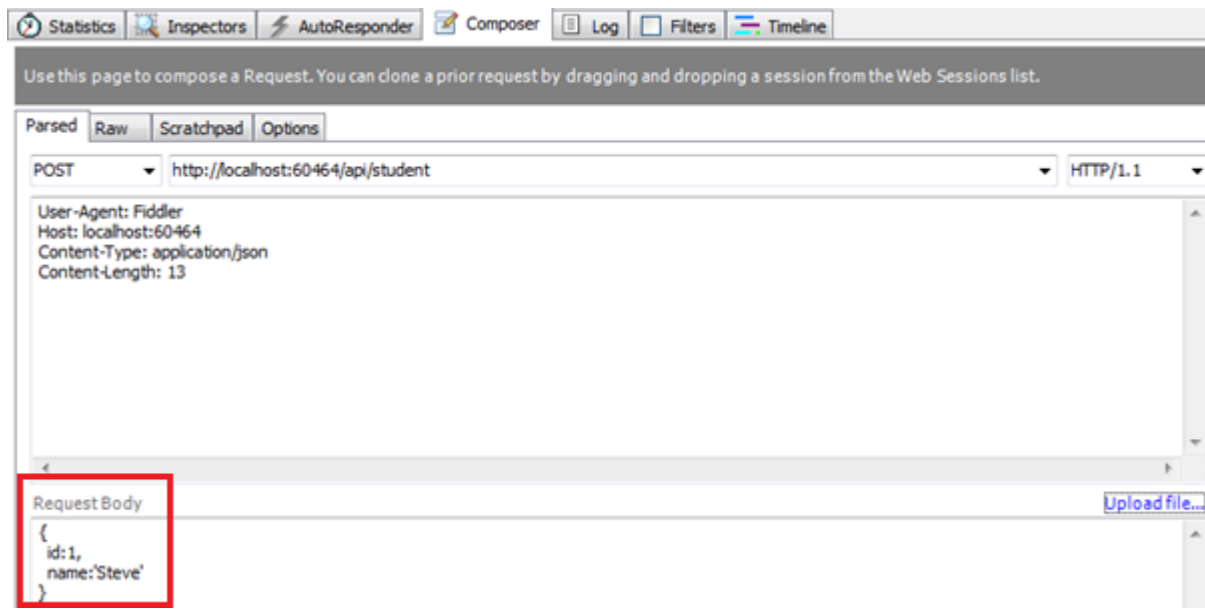 Statistics Inspectors AutoResponder Composer Log Filters Timeline
Use this page to compose a Request. You can clone a prior request by dragging and dropping a session from the Web Sessions list.
Parsed Raw Scratchpad Options
POST http://localhost:60464/api/student HTTP/1.1
User-Agent: Fiddler
Host: localhost:60464
Content-Type: application/json
Content-Length: 13
Request Body Upload file...
{
id:1,
name:'Steve'
}